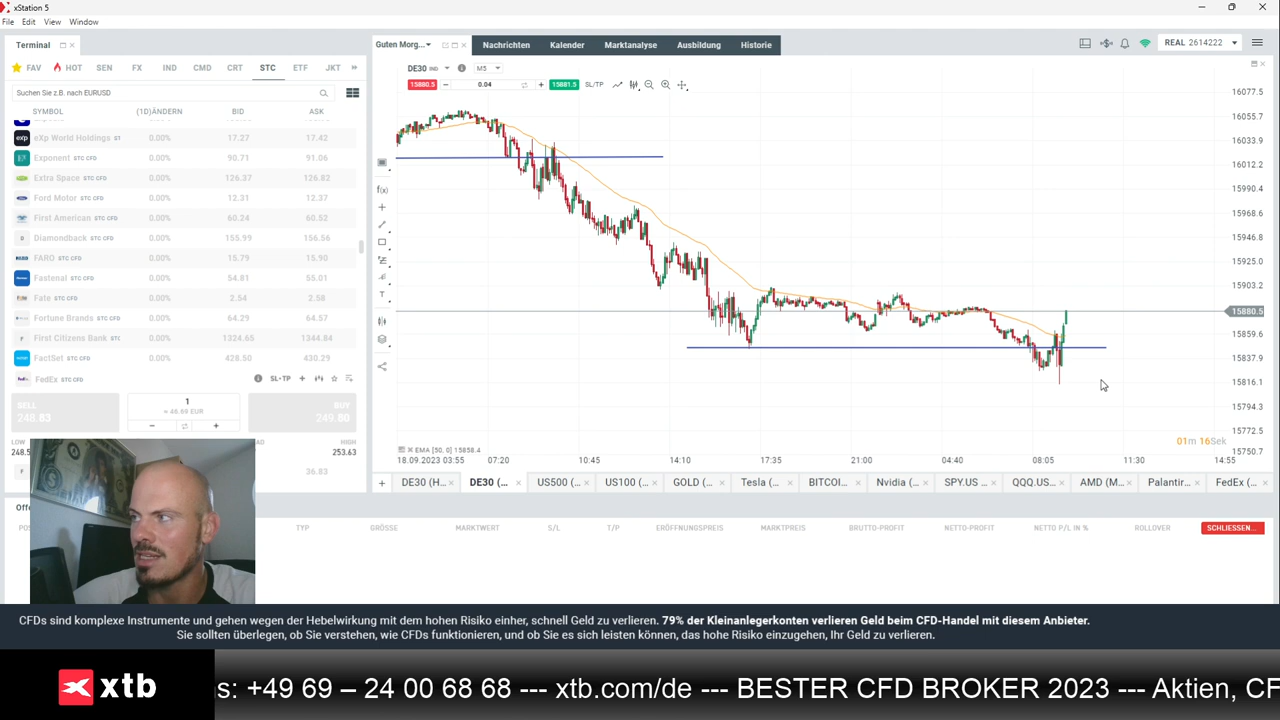 xStation 5
File Edit View Window
Terminal
Guten Morg...
Nachrichten Kalender Marktanalyse Ausbildung Historie
REAL 2614222
FAV HOT SEN FX IND CMD CRT STC ETF JKT
Suchen Sie z.B. nach EURUSD
SYMBOL (1D)ÄNDERN BID ASK
eXp World Holdings ST 0.00% 17.27 17.42
Exponent STC CFD 0.00% 90.71 91.06
Extra Space STC CFD 0.00% 126.37 126.82
Ford Motor STC CFD 0.00% 12.31 12.37
First American STC CFD 0.00% 60.24 60.52
Diamondback STC CFD 0.00% 155.99 156.56
FARO STC CFD 0.00% 15.79 15.90
Fastenal STC CFD 0.00% 54.81 55.01
Fate STC CFD 0.00% 2.54 2.58
Fortune Brands STC CFD 0.00% 64.29 64.57
First Citizens Bank STC 0.00% 1324.65 1344.84
FactSet STC CFD 0.00% 428.50 430.29
FedEx STC CFD
SL-TP
SELL
248.83
1
≈ 46.69 EUR
BUY
249.80
LOW
HIGH
253.63
36.83
DE30 IND M5
15880.5 0.04 15881.5 SL/TP
16077.5
16055.7
16033.9
16012.2
15990.4
15968.6
15946.8
15925.0
15903.2
15880.5
15859.6
15837.9
15816.1
15794.3
15772.5
15750.7
01m 16Sek
EMA [50, 0] 15858.4
18.09.2023 03:55 07:20 10:45 14:10 17:35 21:00 04:40 08:05 11:30 14:55
DE30 (H... DE30 (... US500 (... US100 (... GOLD (... Tesla (... BITCOI... Nvidia (... SPY.US ... QQQ.US... AMD (M... Palantir... FedEx (...
TYP GRÖSSE MARKTWERT S/L T/P ERÖFFNUNGSPREIS MARKTPREIS BRUTTO-PROFIT NETTO-PROFIT NETTO P/L IN % ROLLOVER SCHLIESSEN...
CFDs sind komplexe Instrumente und gehen wegen der Hebelwirkung mit dem hohen Risiko einher, schnell Geld zu verlieren. 79% der Kleinanlegerkonten verlieren Geld beim CFD-Handel mit diesem Anbieter.
Sie sollten überlegen, ob Sie verstehen, wie CFDs funktionieren, und ob Sie es sich leisten können, das hohe Risiko einzugehen, Ihr Geld zu verlieren.
xtb
s: +49 69 – 24 00 68 68 --- xtb.com/de --- BESTER CFD BROKER 2023 --- Aktien, CF